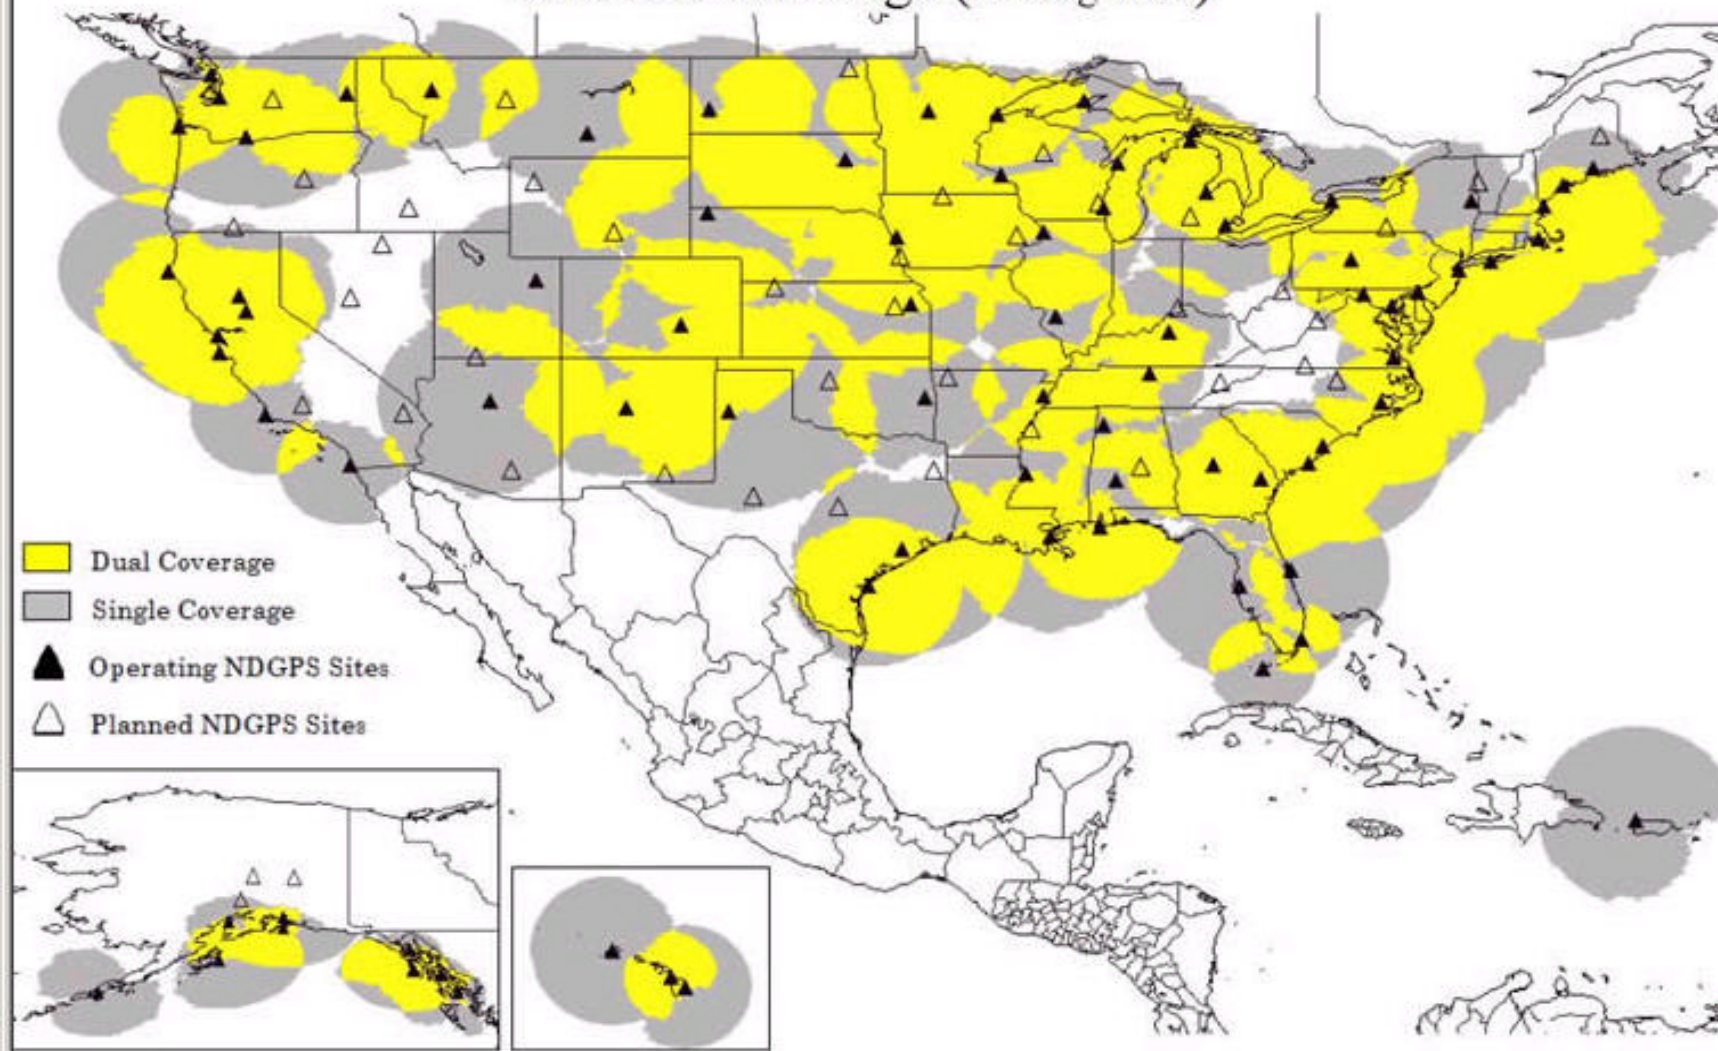 Dual Coverage
Single Coverage
Operating NDGPS Sites
Planned NDGPS Sites